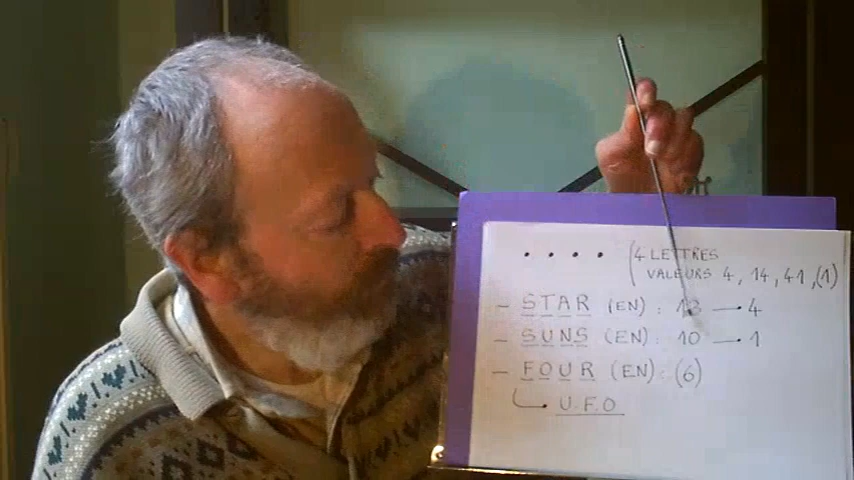 • • • • (4 LETTRES
VALEURS 4, 14, 41, (1)
- STAR (EN) : 13 → 4
- SUNS (EN) : 10 → 1
- FOUR (EN) : (6)
U.F.O